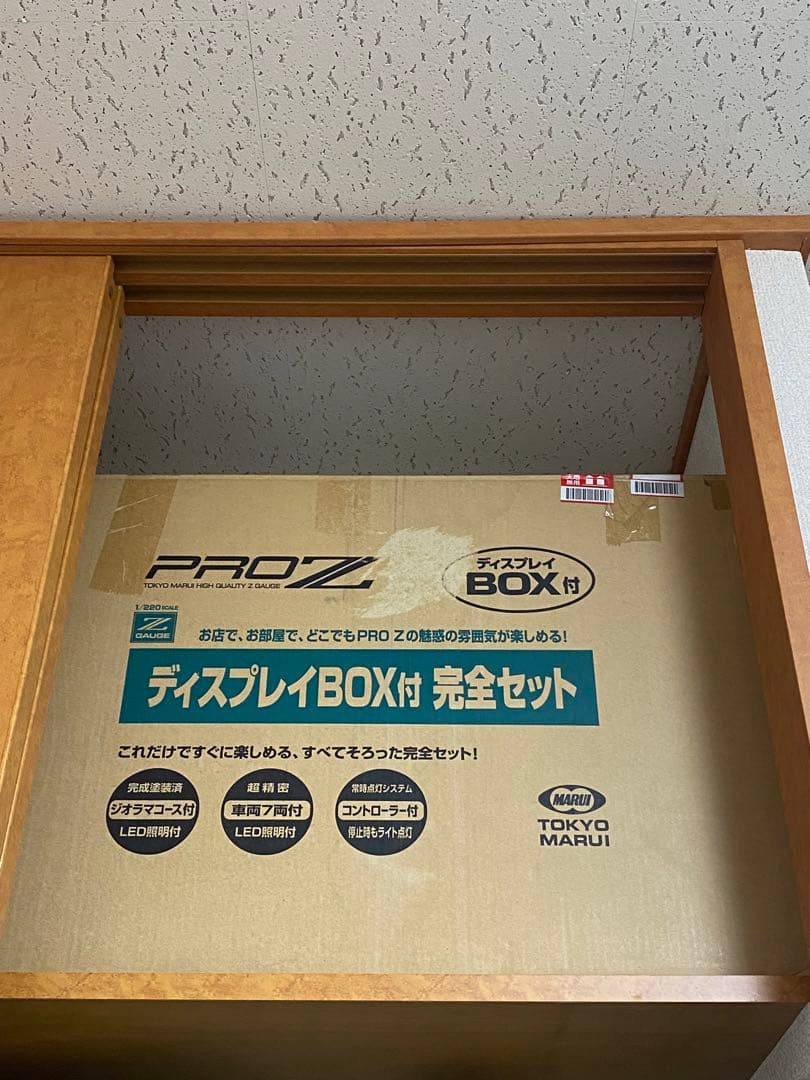 PRO Z
TOKYO MARUI HIGH QUALITY Z GAUGE
ディスプレイ
BOX付
1/220 SCALE
Z
GAUGE
お店で、お部屋で、どこでもPRO Zの魅惑の雰囲気が楽しめる!
ディスプレイBOX付 完全セット
これだけですぐに楽しめる、すべてそろった完全セット!
完成塗装済
ジオラマコース付
LED照明付
超精密
車両7両付
LED照明付
常時点灯システム
コントローラー付
停止時もライト点灯
MARUI
TOKYO
MARUI